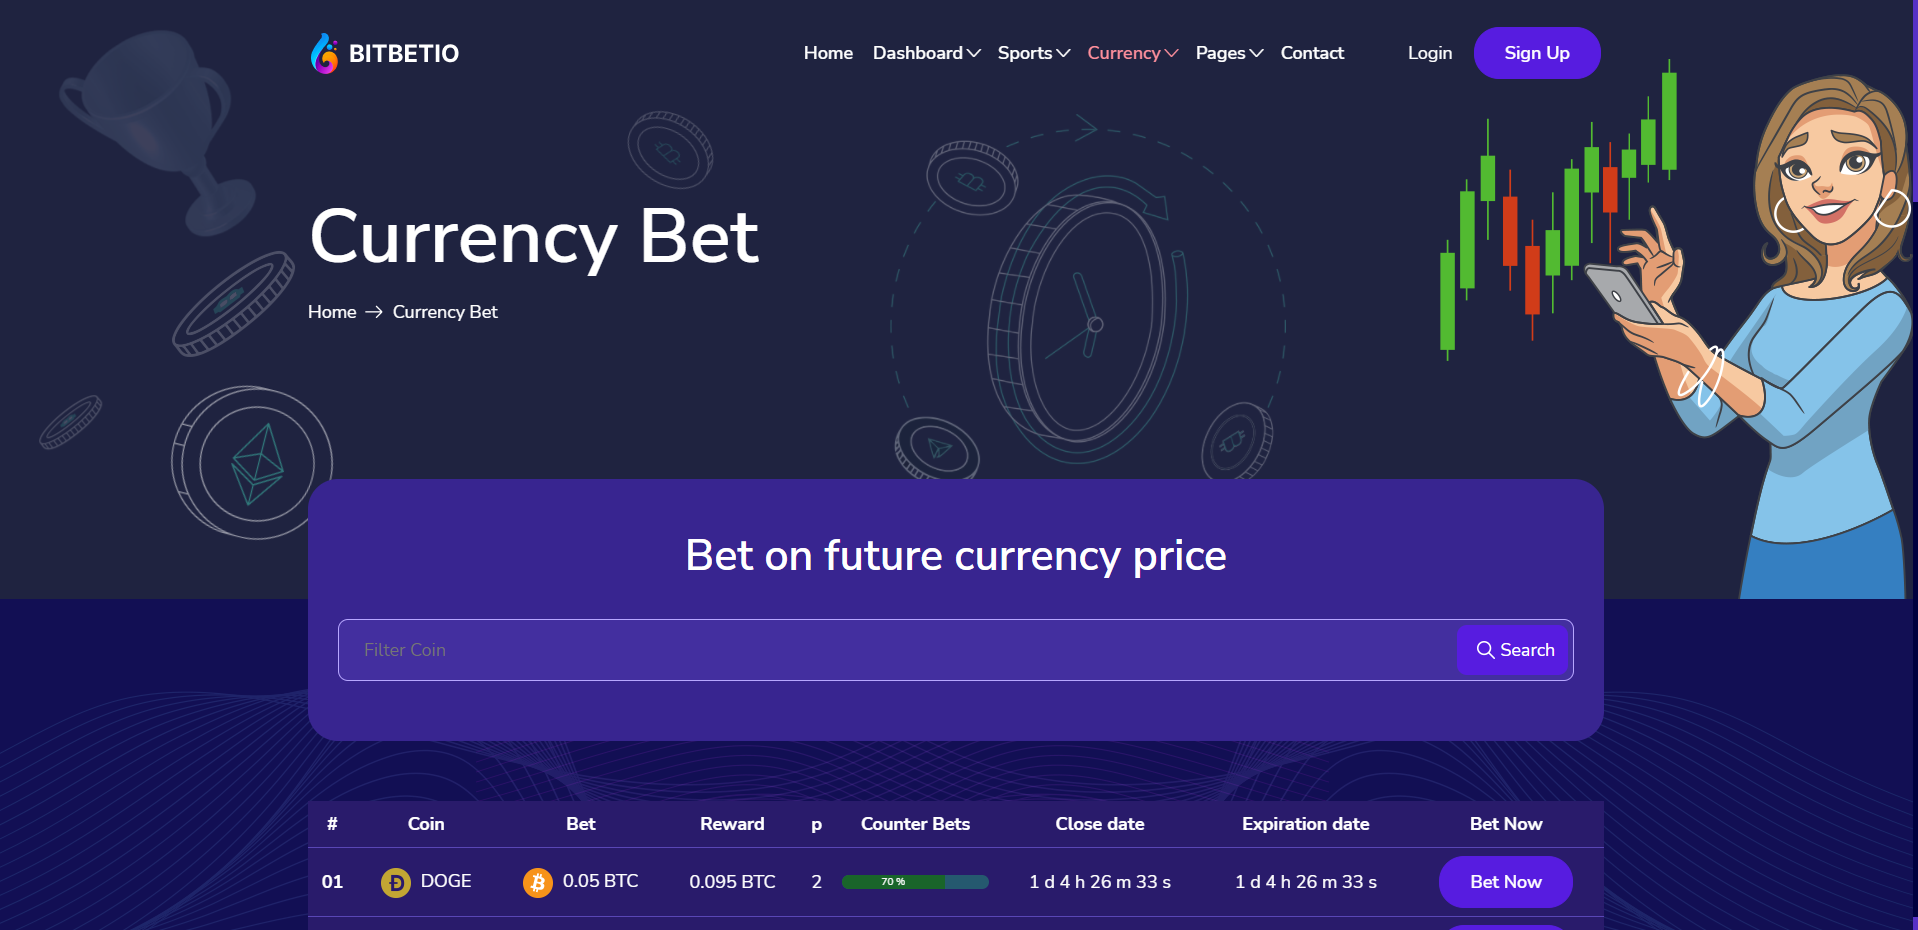 BITBETIO
Home Dashboard Sports Currency Pages Contact Login Sign Up
Currency Bet
Home → Currency Bet
Bet on future currency price
Filter Coin
Search
# Coin Bet Reward p Counter Bets Close date Expiration date Bet Now
01 DOGE 0.05 BTC 0.095 BTC 2 70 % 1 d 4 h 26 m 33 s 1 d 4 h 26 m 33 s Bet Now